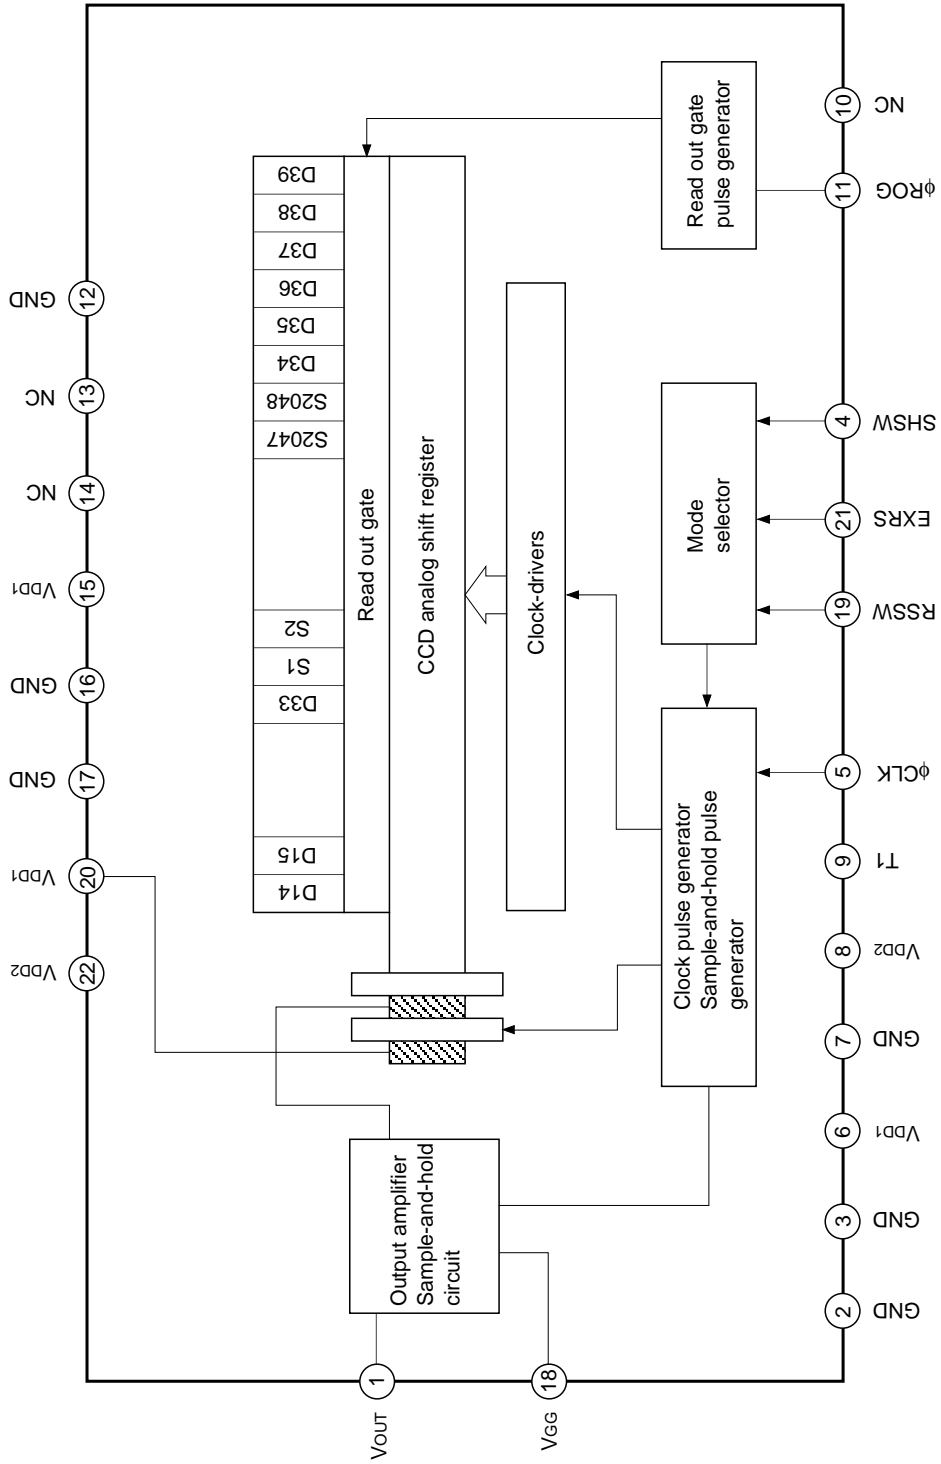 12
GND
13
NC
14
NC
15
VDD1
16
GND
17
GND
20
VDD1
22
VDD2
D14
D15
D33
S1
S2
S2047
S2048
D34
D35
D36
D37
D38
D39
Read out gate
CCD analog shift register
Clock-drivers
Read out gate
pulse generator
Mode
selector
Clock pulse generator
Sample-and-hold pulse
generator
Output amplifier
Sample-and-hold
circuit
VOUT
1
VGG
18
2
GND
3
GND
6
VDD1
7
GND
8
VDD2
9
T1
5
ϕCLK
19
RSSW
21
EXRS
4
SHSW
11
ϕROG
10
NC